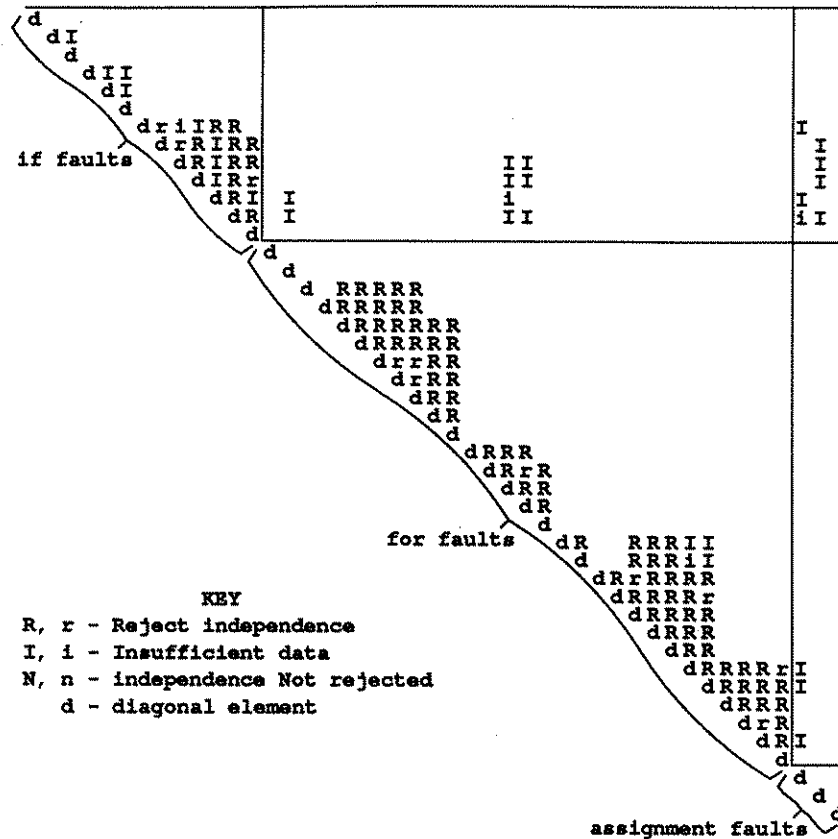 d
d I
d
d I I
d I
d
d r i I R R I
d r R I R R I
if faults d R I R R I I I
d I R r I I I
d R I I i I
d R I I I i I
d
d
d
d R R R R R
d R R R R R
d R R R R R R
d R R R R R
d r r R R
d r R R
d R R
d R
d
d R R R
d R r R
d R R
d R
d
for faults d R R R R I I
d R R R i I
KEY d R r R R R R
R, r - Reject independence d R R R R r
I, i - Insufficient data d R R R R
N, n - independence Not rejected d R R R
d - diagonal element d R R
d R R R R r I
d R R R R I
d R R R
d r R
d R I
d
d
d
d
assignment faults